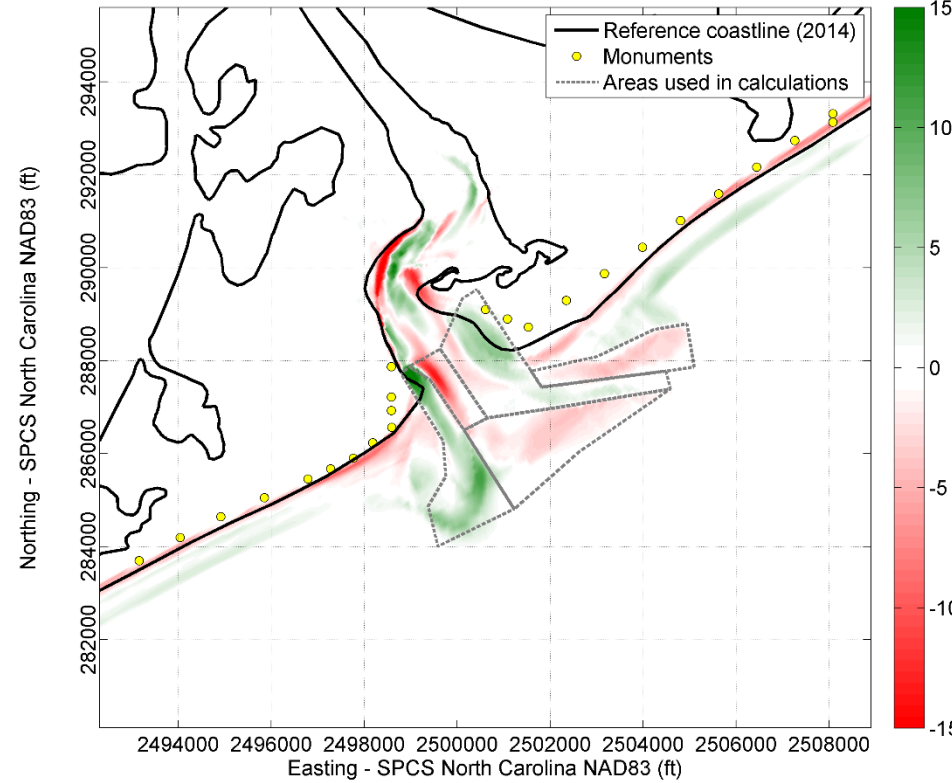 Reference coastline (2014)
Monuments
Areas used in calculations
Northing - SPCS North Carolina NAD83 (ft)
294000
292000
290000
288000
286000
284000
282000
15
10
5
0
-5
-10
-15
2494000 2496000 2498000 2500000 2502000 2504000 2506000 2508000
Easting - SPCS North Carolina NAD83 (ft)